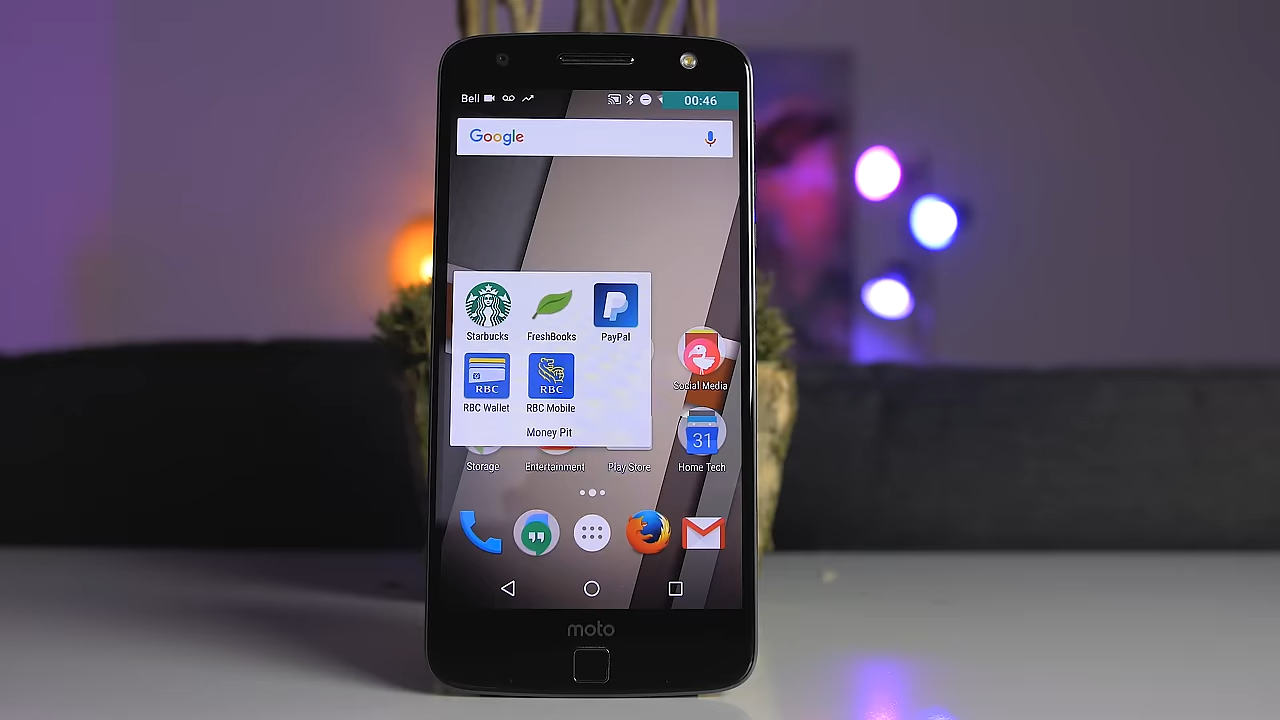 Bell 00:46
Google
Starbucks FreshBooks PayPal
RBC RBC
RBC Wallet RBC Mobile
Money Pit
Social Media
31
Storage Entertainment Play Store Home Tech
moto